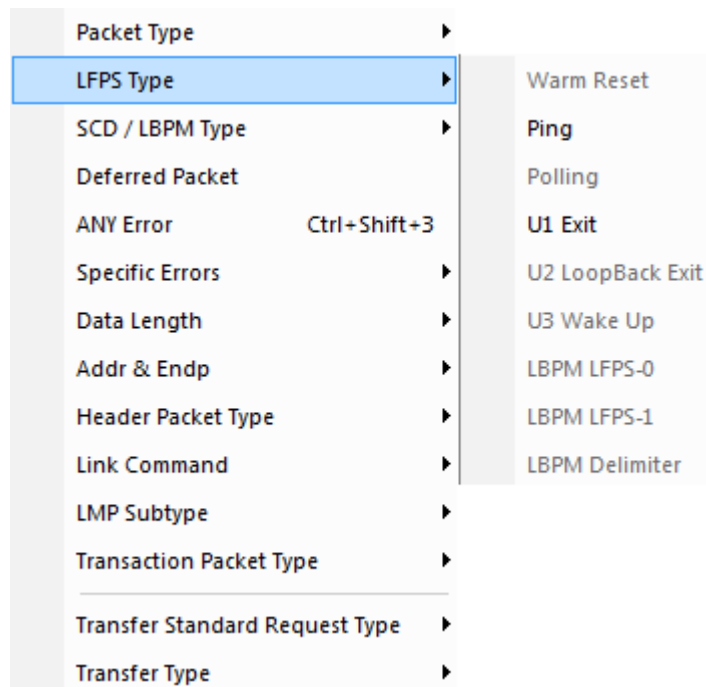 Packet Type
LFPS Type
SCD / LBPM Type
Deferred Packet
ANY Error Ctrl+Shift+3
Specific Errors
Data Length
Addr & Endp
Header Packet Type
Link Command
LMP Subtype
Transaction Packet Type
Transfer Standard Request Type
Transfer Type
Warm Reset
Ping
Polling
U1 Exit
U2 LoopBack Exit
U3 Wake Up
LBPM LFPS-0
LBPM LFPS-1
LBPM Delimiter